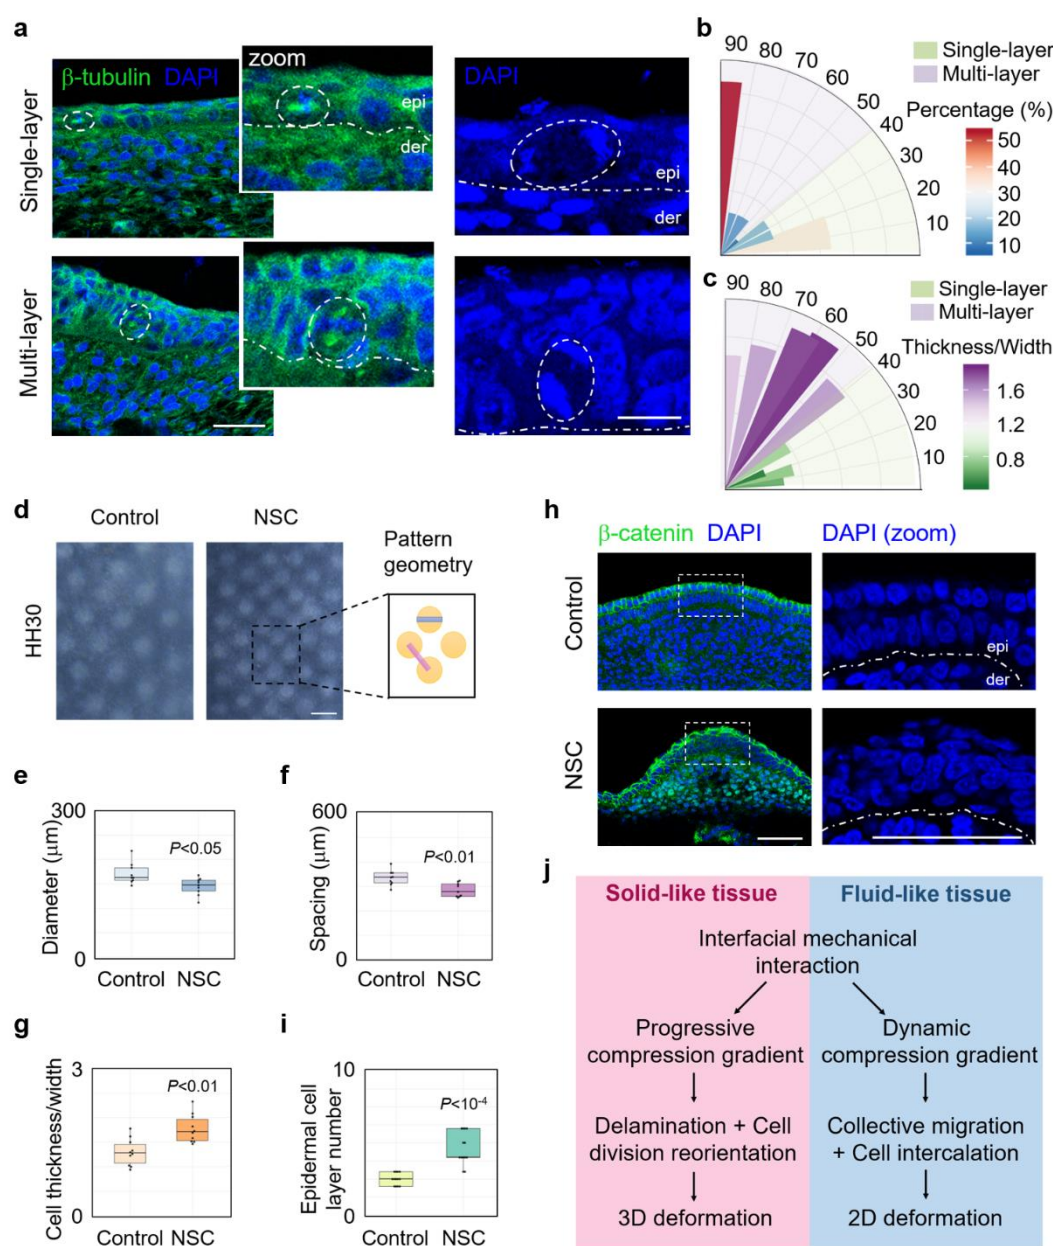 a
Single-layer
β-tubulin DAPI
zoom
epi
der
DAPI
epi
der
Multi-layer
b
90
80
70
60
50
40
30
20
10
Single-layer
Multi-layer
Percentage (%)
50
40
30
20
10
c
90
80
70
60
50
40
30
20
10
Single-layer
Multi-layer
Thickness/Width
1.6
1.2
0.8
d
Control
NSC
HH30
Pattern
geometry
e
Diameter (μm)
300
0
P<0.05
Control
NSC
f
Spacing (μm)
600
0
P<0.01
Control
NSC
g
Cell thickness/width
3
0
P<0.01
Control
NSC
i
Epidermal cell
layer number
10
0
P<10⁻⁴
Control
NSC
h
β-catenin DAPI
DAPI (zoom)
Control
epi
der
NSC
j
Solid-like tissue
Fluid-like tissue
Interfacial mechanical
interaction
Progressive
compression gradient
Dynamic
compression gradient
Delamination + Cell
division reorientation
Collective migration
+ Cell intercalation
3D deformation
2D deformation